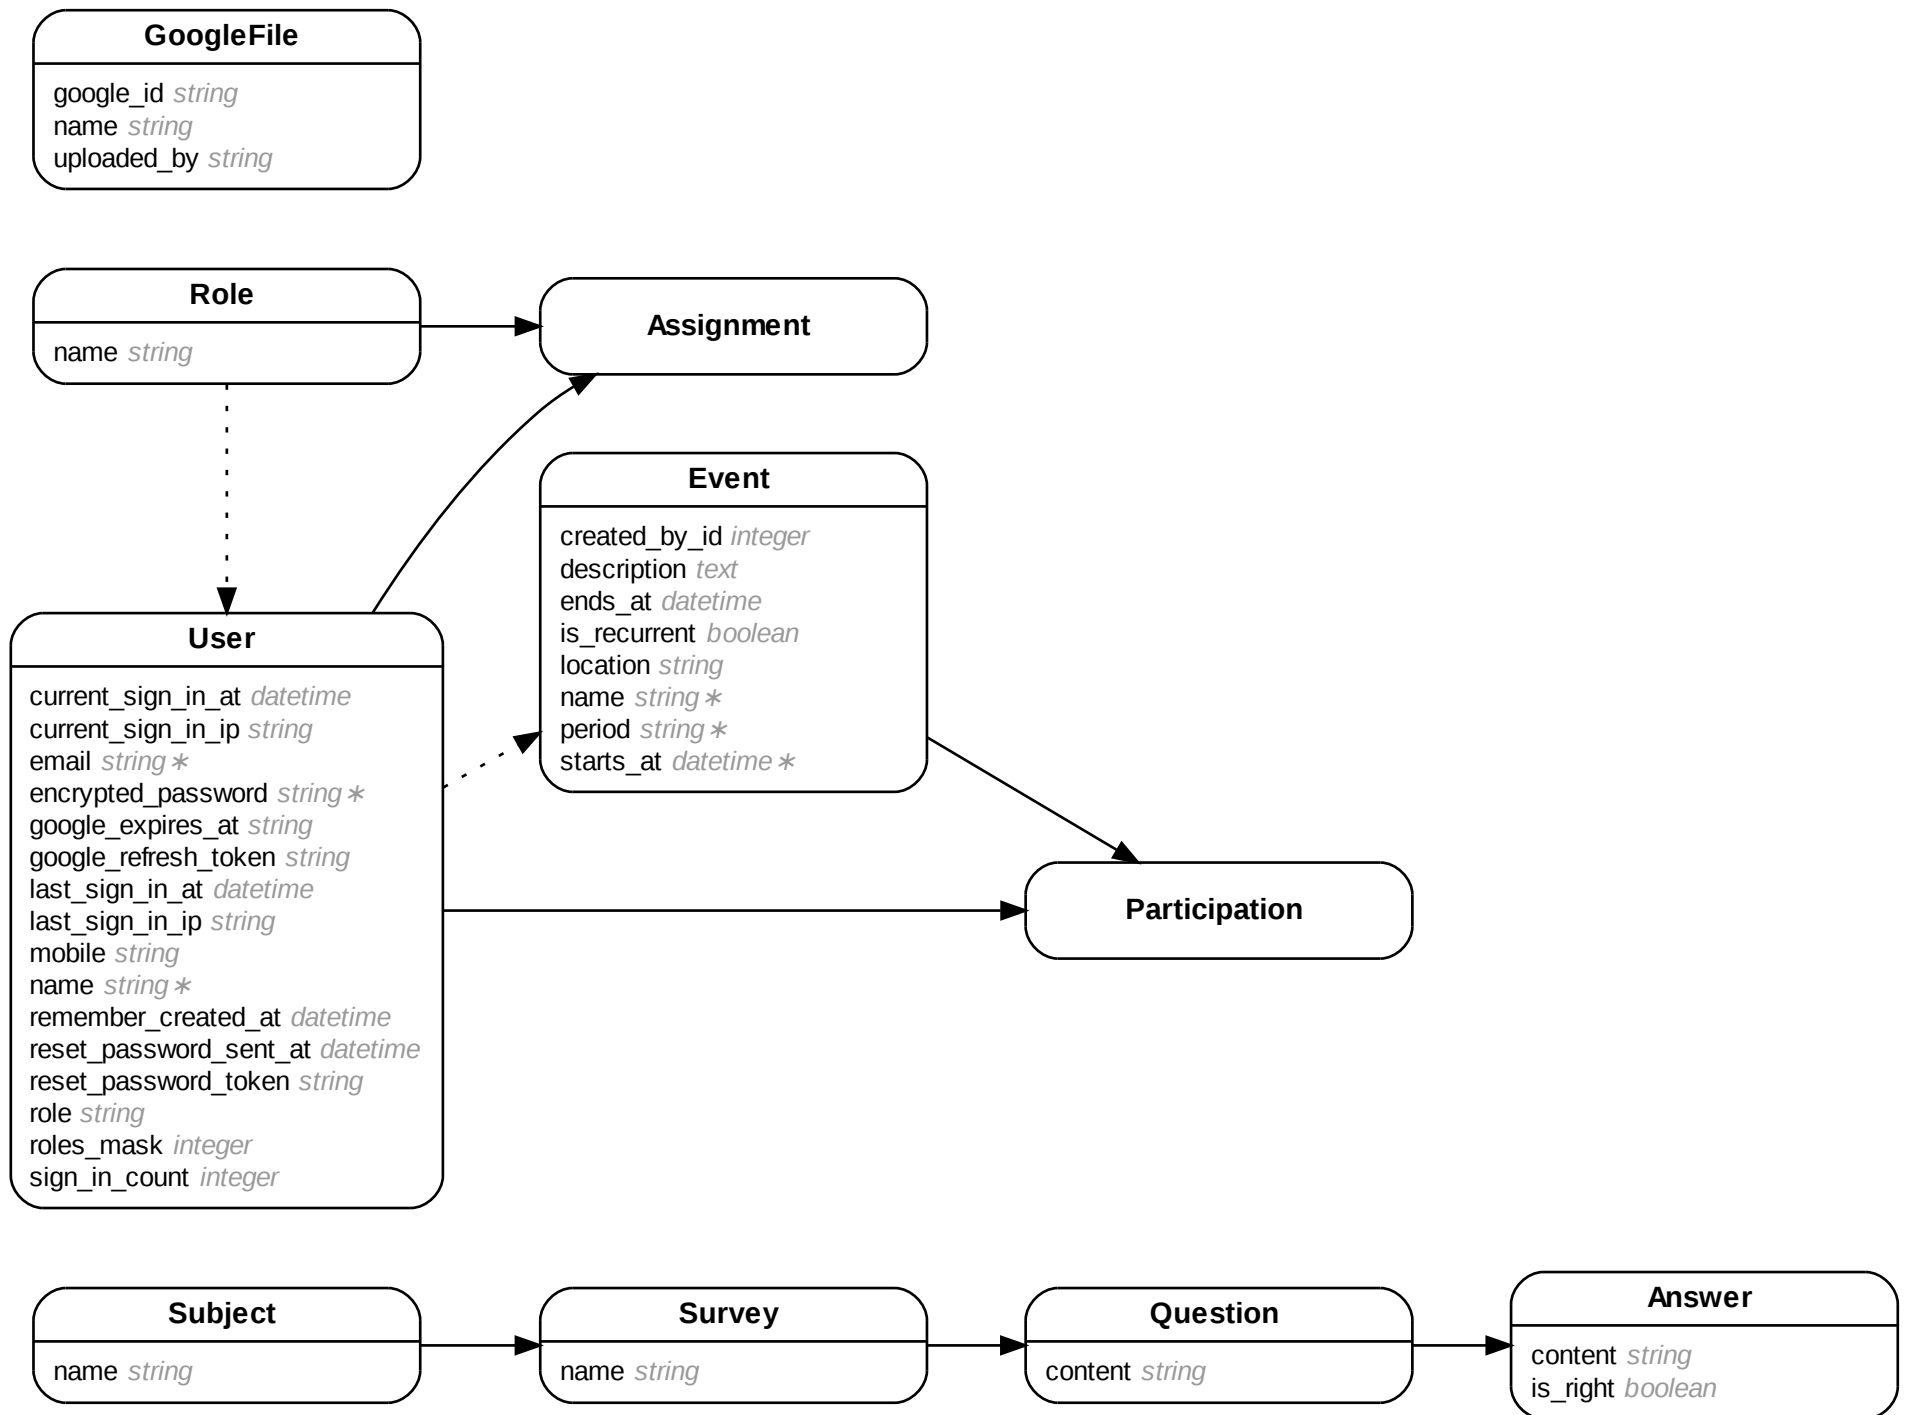 GoogleFile
google_id string
name string
uploaded_by string
Role
name string
Assignment
Event
created_by_id integer
description text
ends_at datetime
is_recurrent boolean
location string
name string∗
period string∗
starts_at datetime∗
User
current_sign_in_at datetime
current_sign_in_ip string
email string∗
encrypted_password string∗
google_expires_at string
google_refresh_token string
last_sign_in_at datetime
last_sign_in_ip string
mobile string
name string∗
remember_created_at datetime
reset_password_sent_at datetime
reset_password_token string
role string
roles_mask integer
sign_in_count integer
Participation
Subject
name string
Survey
name string
Question
content string
Answer
content string
is_right boolean